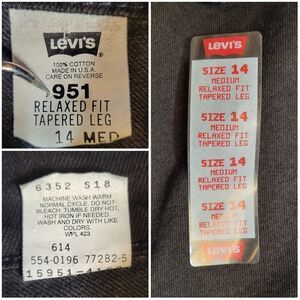 LEVI'S
100% COTTON
MADE IN U.S.A.
CARE ON REVERSE
951
RELAXED FIT
TAPERED LEG
14 MED
6352 S18
MACHINE WASH WARM
NORMAL CYCLE. DO NOT
BLEACH. TUMBLE DRY HOT,
HOT IRON IF NEEDED.
WASH AND DRY WITH LIKE
COLORS.
WPL 423
614
554-0196 77282-5
LEVI'S
SIZE 14
MEDIUM
RELAXED FIT
TAPERED LEG
SIZE 14
MEDIUM
RELAXED FIT
TAPERED LEG
SIZE 14
MEDIUM
RELAXED FIT
TAPERED LEG
SIZE 14
MEDIUM
RELAXED FIT
TAPERED LEG
LEVI'S